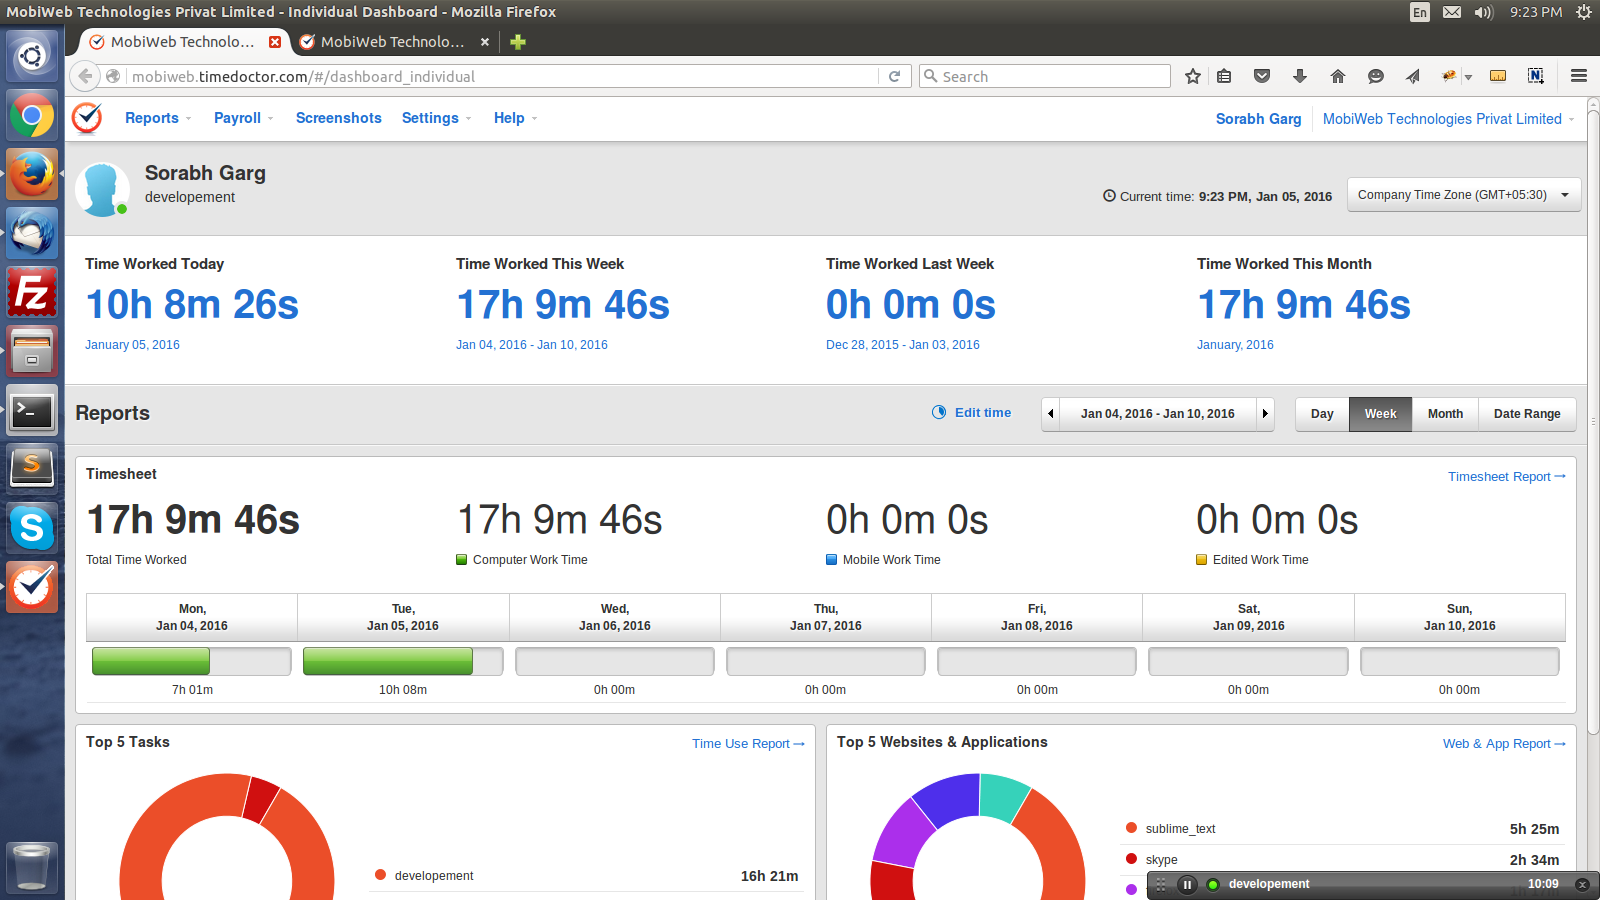 MobiWeb Technologies Privat Limited - Individual Dashboard - Mozilla Firefox
En
9:23 PM
MobiWeb Technolo...
MobiWeb Technolo...
mobiweb.timedoctor.com/#/dashboard_individual
Search
Reports
Payroll
Screenshots
Settings
Help
Sorabh Garg
MobiWeb Technologies Privat Limited
Sorabh Garg
developement
Current time: 9:23 PM, Jan 05, 2016
Company Time Zone (GMT+05:30)
Time Worked Today
10h 8m 26s
January 05, 2016
Time Worked This Week
17h 9m 46s
Jan 04, 2016 - Jan 10, 2016
Time Worked Last Week
0h 0m 0s
Dec 28, 2015 - Jan 03, 2016
Time Worked This Month
17h 9m 46s
January, 2016
Reports
Edit time
Jan 04, 2016 - Jan 10, 2016
Day
Week
Month
Date Range
Timesheet
Timesheet Report→
17h 9m 46s
Total Time Worked
17h 9m 46s
Computer Work Time
0h 0m 0s
Mobile Work Time
0h 0m 0s
Edited Work Time
Mon,
Jan 04, 2016
Tue,
Jan 05, 2016
Wed,
Jan 06, 2016
Thu,
Jan 07, 2016
Fri,
Jan 08, 2016
Sat,
Jan 09, 2016
Sun,
Jan 10, 2016
7h 01m
10h 08m
0h 00m
0h 00m
0h 00m
0h 00m
0h 00m
Top 5 Tasks
Time Use Report→
developement
16h 21m
Top 5 Websites & Applications
Web & App Report→
sublime_text
5h 25m
skype
2h 34m
developement
10:09